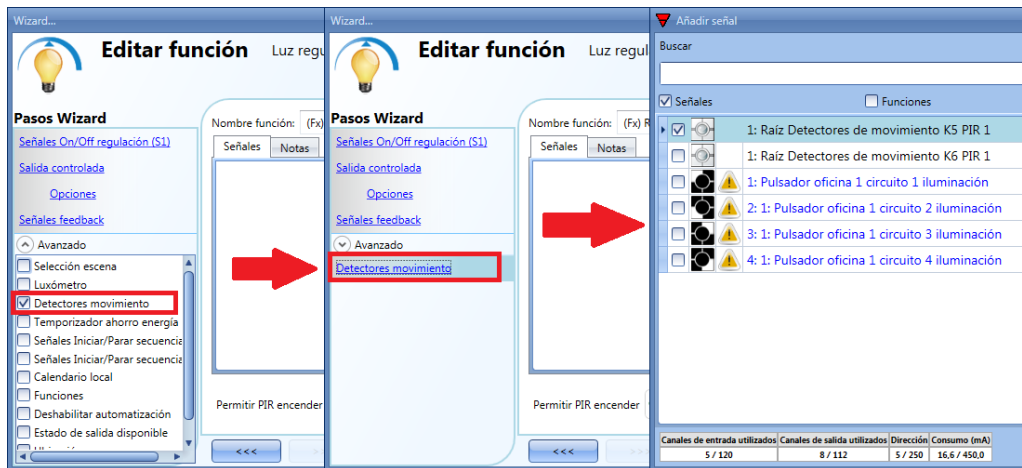 Wizard...
Editar función Luz regu
Pasos Wizard
Señales On/Off regulación (S1)
Salida controlada
Opciones
Señales feedback
Avanzado
Selección escena
Luxómetro
Detectores movimiento
Temporizador ahorro energía
Señales Iniciar/Parar secuencia
Señales Iniciar/Parar secuencia
Calendario local
Funciones
Deshabilitar automatización
Estado de salida disponible
Nombre función: (Fx)
Señales Notas
Permitir PIR encender
<<<
Wizard...
Editar función Luz regul
Pasos Wizard
Señales On/Off regulación (S1)
Salida controlada
Opciones
Señales feedback
Avanzado
Detectores movimiento
Nombre función: (Fx) R
Señales Notas
Permitir PIR encender
<<<
Añadir señal
Buscar
Señales Funciones
1: Raíz Detectores de movimiento K5 PIR 1
1: Raíz Detectores de movimiento K6 PIR 1
1: Pulsador oficina 1 circuito 1 iluminación
2: 1: Pulsador oficina 1 circuito 2 iluminación
3: 1: Pulsador oficina 1 circuito 3 iluminación
4: 1: Pulsador oficina 1 circuito 4 iluminación
Canales de entrada utilizados Canales de salida utilizados Dirección Consumo (mA)
5 / 120 8 / 112 5 / 250 16,6 / 450,0